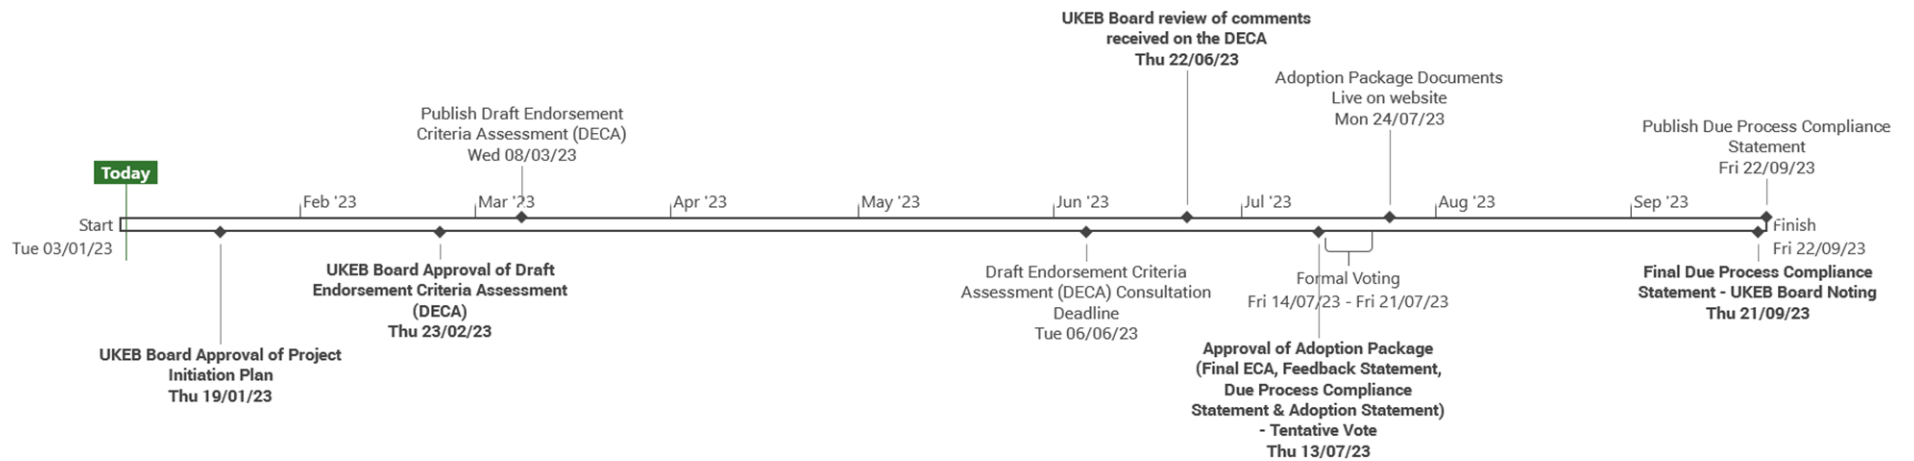 UKEB Board review of comments
received on the DECA
Thu 22/06/23
Adoption Package Documents
Live on website
Mon 24/07/23
Publish Draft Endorsement
Criteria Assessment (DECA)
Wed 08/03/23
Publish Due Process Compliance
Statement
Fri 22/09/23
Today
Feb '23
Mar '23
Apr '23
May '23
Jun '23
Jul '23
Aug '23
Sep '23
Start
Tue 03/01/23
Finish
Fri 22/09/23
UKEB Board Approval of Project
Initiation Plan
Thu 19/01/23
UKEB Board Approval of Draft
Endorsement Criteria Assessment
(DECA)
Thu 23/02/23
Draft Endorsement Criteria
Assessment (DECA) Consultation
Deadline
Tue 06/06/23
Formal Voting
Fri 14/07/23 - Fri 21/07/23
Approval of Adoption Package
(Final ECA, Feedback Statement,
Due Process Compliance
Statement & Adoption Statement)
- Tentative Vote
Thu 13/07/23
Final Due Process Compliance
Statement - UKEB Board Noting
Thu 21/09/23